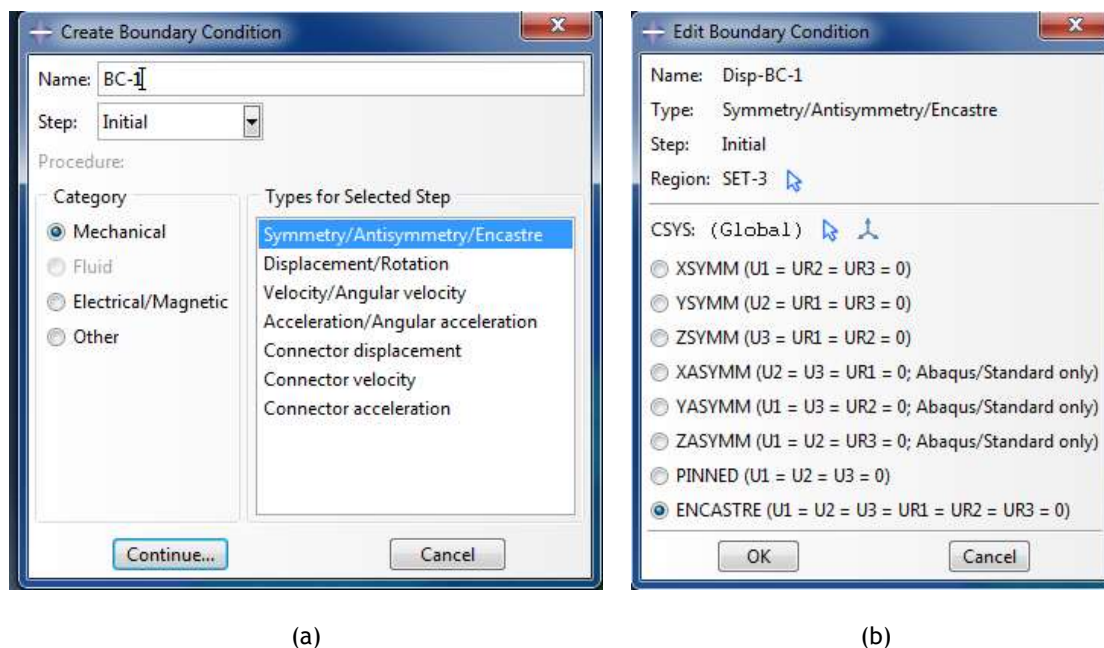 Create Boundary Condition
Name: BC-1
Step: Initial
Procedure:
Category
Mechanical
Fluid
Electrical/Magnetic
Other
Types for Selected Step
Symmetry/Antisymmetry/Encastre
Displacement/Rotation
Velocity/Angular velocity
Acceleration/Angular acceleration
Connector displacement
Connector velocity
Connector acceleration
Continue...
Cancel
(a)
Edit Boundary Condition
Name: Disp-BC-1
Type: Symmetry/Antisymmetry/Encastre
Step: Initial
Region: SET-3
CSYS: (Global)
XSYMM (U1 = UR2 = UR3 = 0)
YSYMM (U2 = UR1 = UR3 = 0)
ZSYMM (U3 = UR1 = UR2 = 0)
XASYMM (U2 = U3 = UR1 = 0; Abaqus/Standard only)
YASYMM (U1 = U3 = UR2 = 0; Abaqus/Standard only)
ZASYMM (U1 = U2 = UR3 = 0; Abaqus/Standard only)
PINNED (U1 = U2 = U3 = 0)
ENCASTRE (U1 = U2 = U3 = UR1 = UR2 = UR3 = 0)
OK
Cancel
(b)